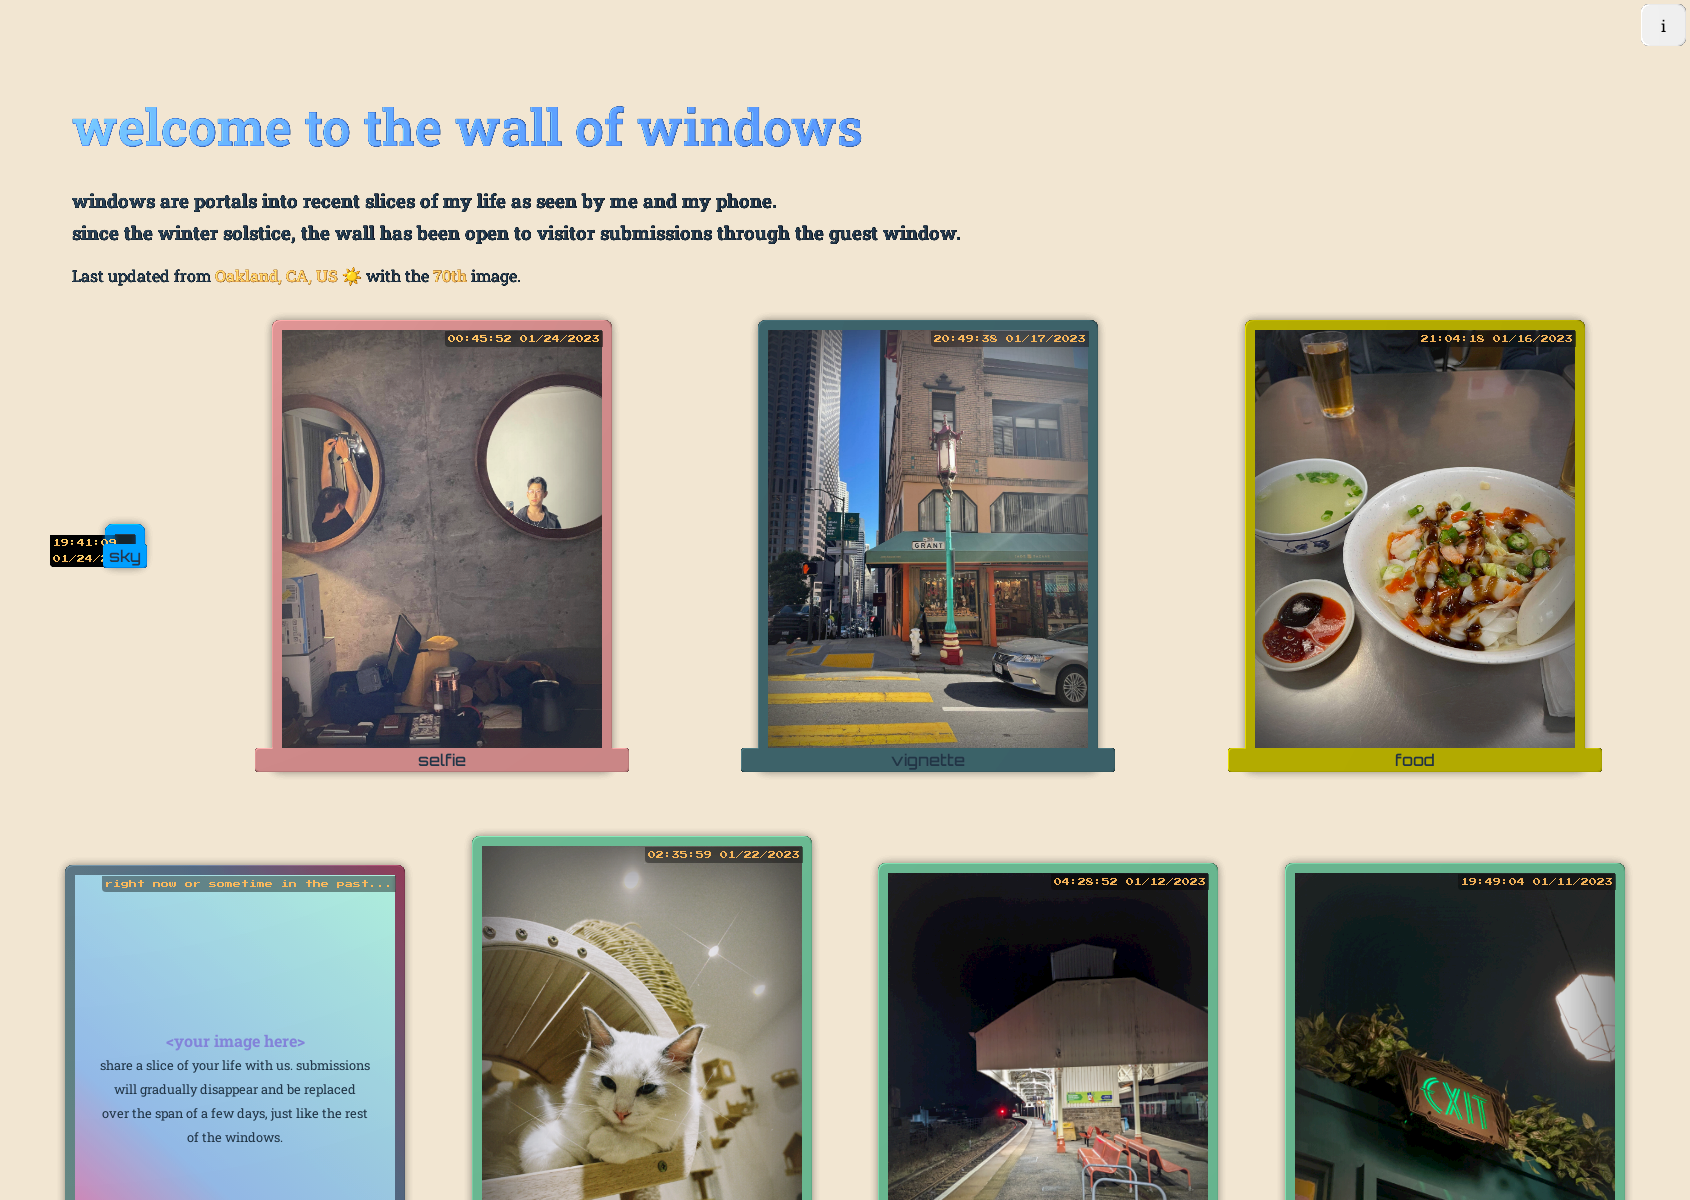 i
welcome to the wall of windows
windows are portals into recent slices of my life as seen by me and my phone.
since the winter solstice, the wall has been open to visitor submissions through the guest window.
Last updated from Oakland, CA, US ☀️ with the 70th image.
19:41:09
01/24/2
sky
00:45:52 01/24/2023
selfie
20:49:38 01/17/2023
GRANT
vignette
21:04:18 01/16/2023
food
right now or sometime in the past...
<your image here>
share a slice of your life with us. submissions
will gradually disappear and be replaced
over the span of a few days, just like the rest
of the windows.
02:35:59 01/22/2023
04:28:52 01/12/2023
19:49:04 01/11/2023
EXIT